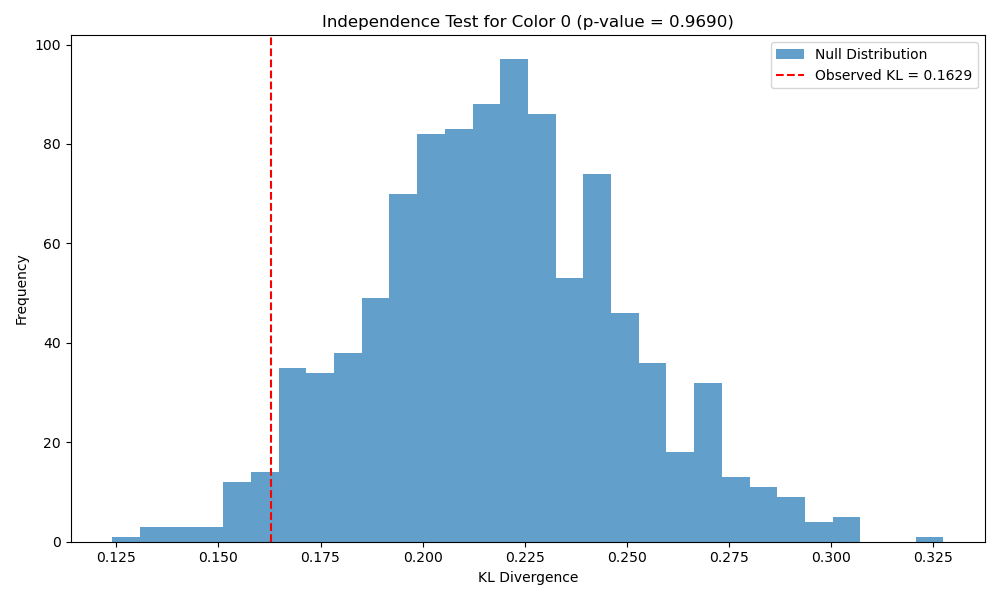 Independence Test for Color 0 (p-value = 0.9690)
Null Distribution
Observed KL = 0.1629
Frequency
100
80
60
40
20
0
0.125 0.150 0.175 0.200 0.225 0.250 0.275 0.300 0.325
KL Divergence